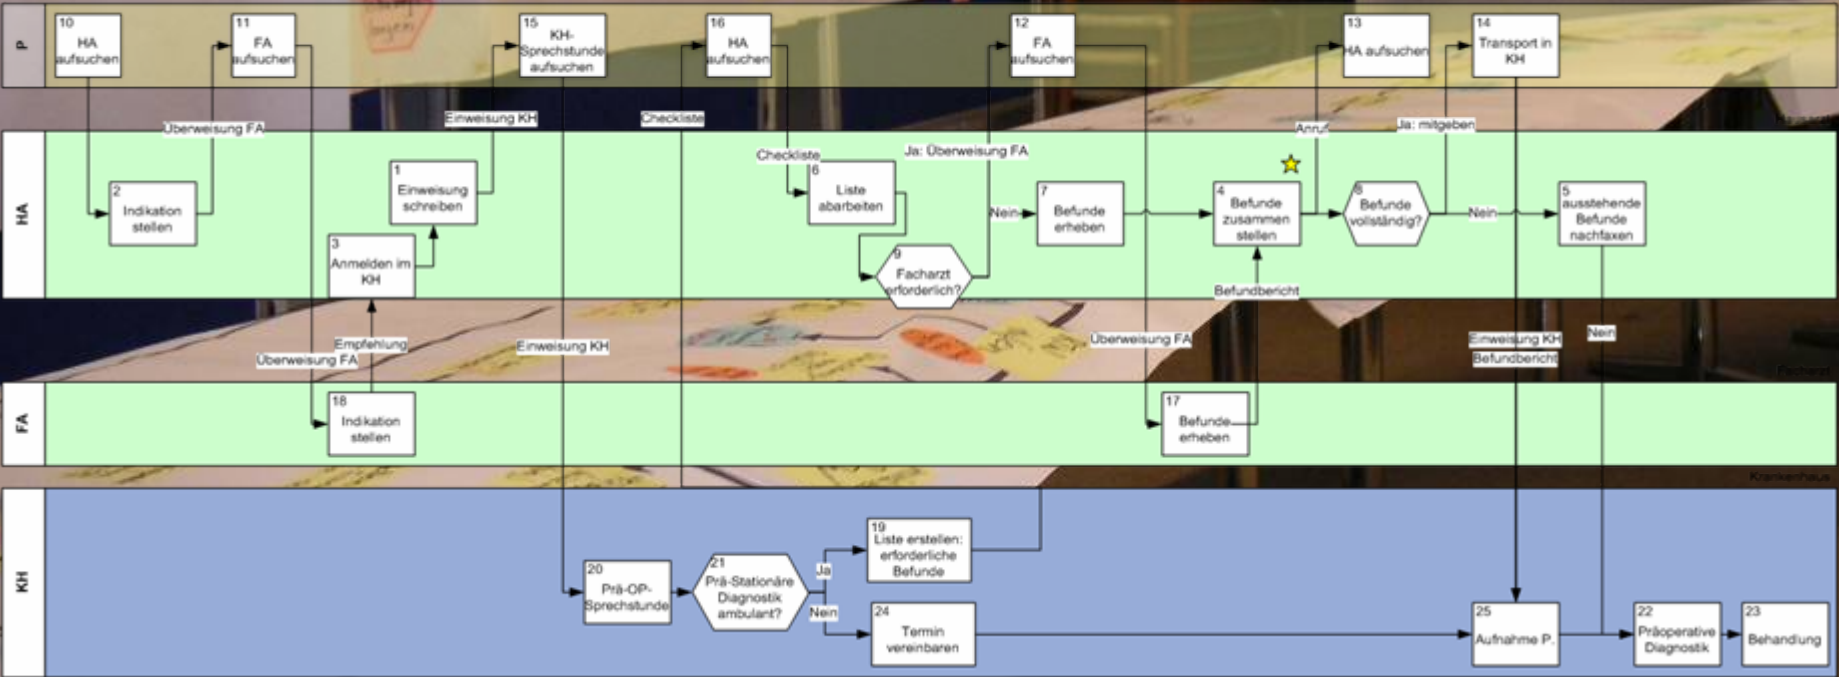 P
10
HA
aufsuchen
11
FA
aufsuchen
15
KH-
Sprechstunde
aufsuchen
16
HA
aufsuchen
12
FA
aufsuchen
13
HA aufsuchen
14
Transport in
KH
Überweisung FA
Einweisung KH
Checkliste
Checkliste
Ja: Überweisung FA
Anruf
Ja: mitgeben
HA
2
Indikation
stellen
3
Anmelden im
KH
1
Einweisung
schreiben
6
Liste
abarbeiten
9
Facharzt
erforderlich?
Nein
7
Befunde
erheben
4
Befunde
zusammen
stellen
8
Befunde
vollständig?
Nein
5
ausstehende
Befunde
nachfaxen
Befundbericht
Überweisung FA
Empfehlung
Einweisung KH
Überweisung FA
Einweisung KH
Befundbericht
Nein
Facharzt
FA
18
Indikation
stellen
17
Befunde
erheben
Krankenhaus
KH
20
Prä-OP-
Sprechstunde
21
Prä-Stationäre
Diagnostik
ambulant?
Ja
Nein
19
Liste erstellen:
erforderliche
Befunde
24
Termin
vereinbaren
25
Aufnahme P.
22
Präoperative
Diagnostik
23
Behandlung